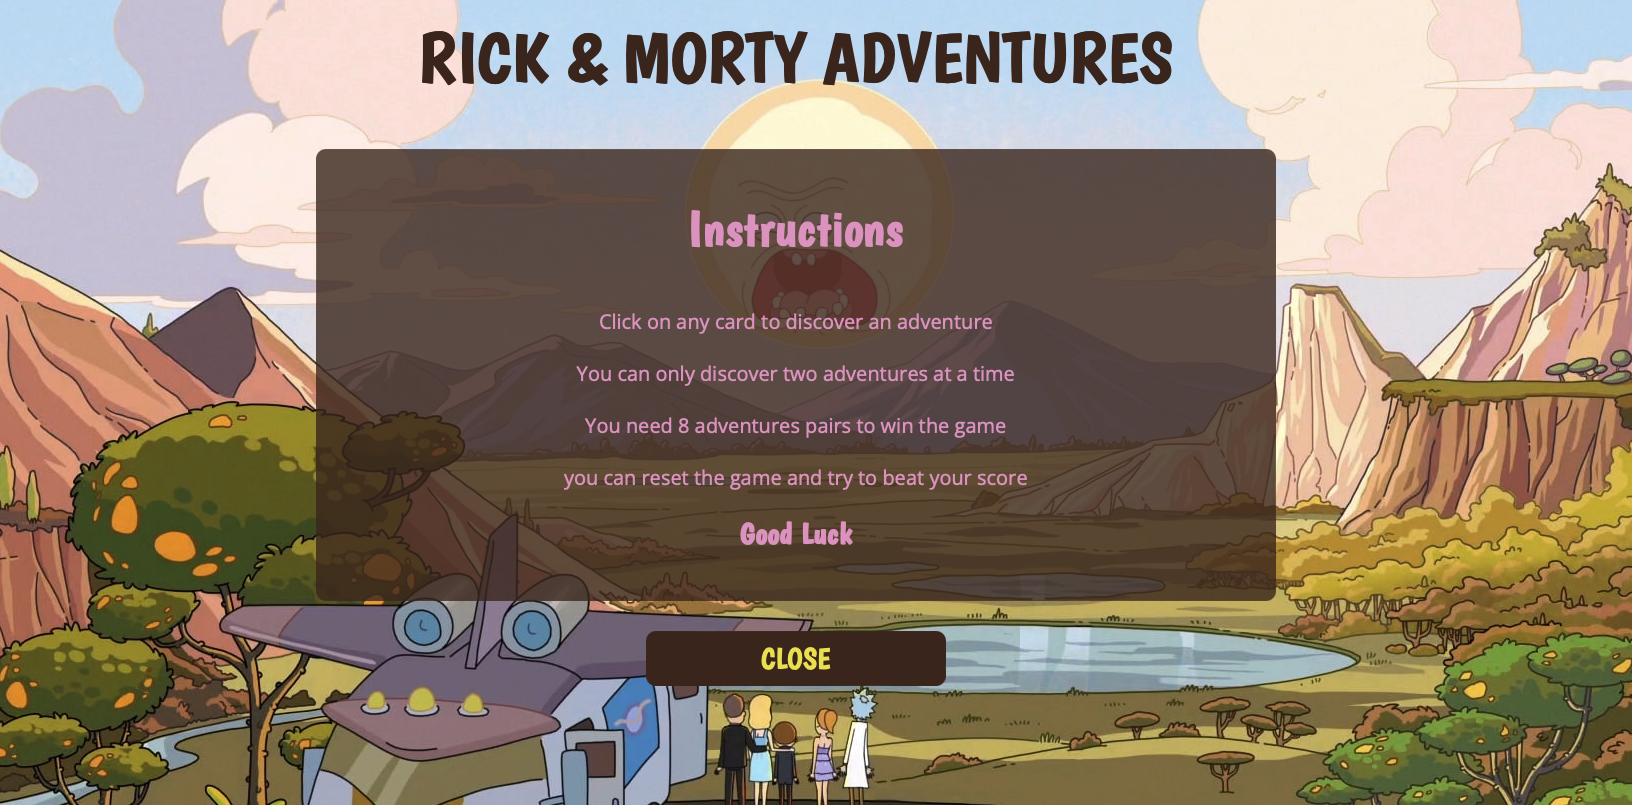 RICK & MORTY ADVENTURES
Instructions
Click on any card to discover an adventure
You can only discover two adventures at a time
You need 8 adventures pairs to win the game
you can reset the game and try to beat your score
Good Luck
CLOSE